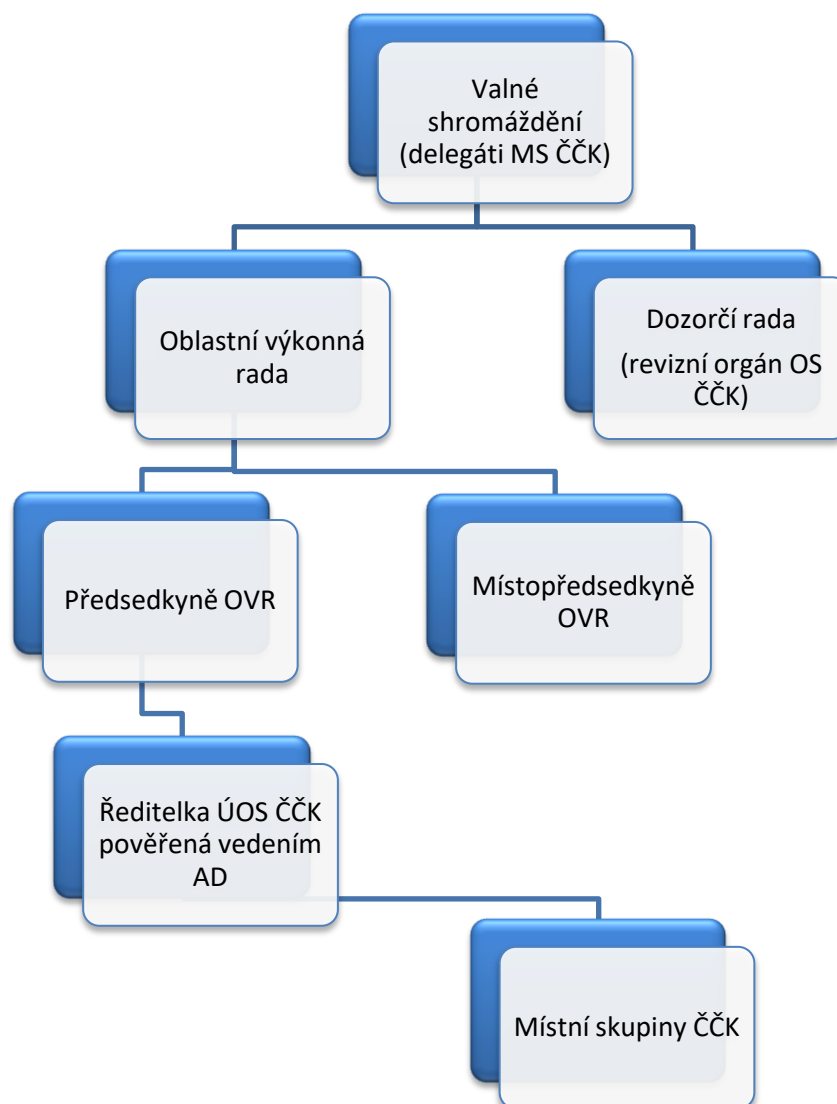 Valné
shromáždění
(delegáti MS ČČK)
Oblastní výkonná
rada
Dozorčí rada
(revizní orgán OS
ČČK)
Předsedkyně OVR
Místopředsedkyně
OVR
Ředitelka ÚOS ČČK
pověřená vedením
AD
Místní skupiny ČČK